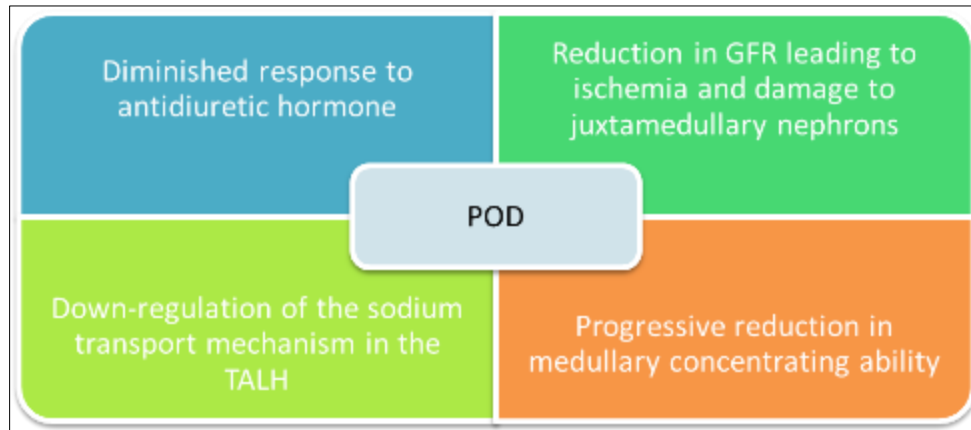 Diminished response to
antidiuretic hormone
Reduction in GFR leading to
ischemia and damage to
juxtamedullary nephrons
POD
Down-regulation of the sodium
transport mechanism in the
TALH
Progressive reduction in
medullary concentrating ability